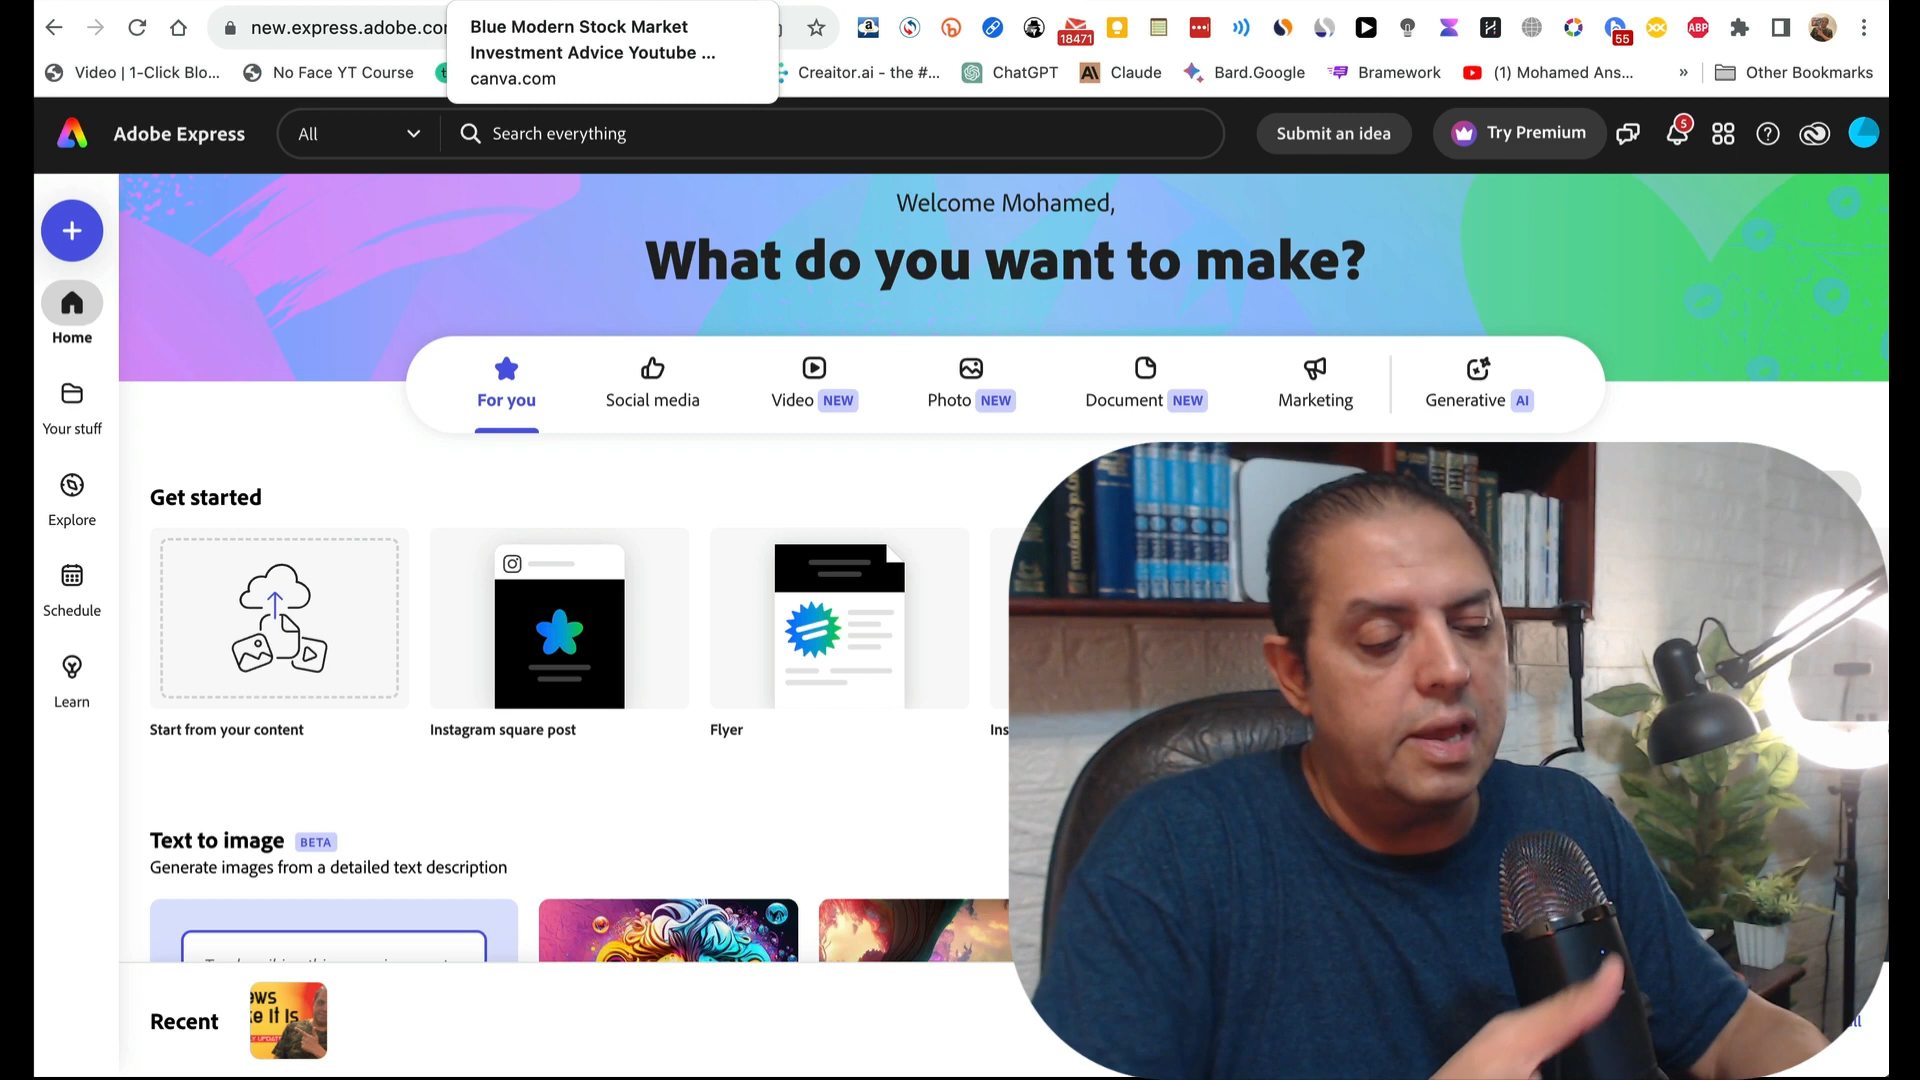 new.express.adobe.co
Blue Modern Stock Market
Investment Advice Youtube ...
canva.com
18471
55
ABP
Video | 1-Click Blo...
No Face YT Course
Creaitor.ai - the #...
ChatGPT
Claude
Bard.Google
Bramework
(1) Mohamed Ans...
»
Other Bookmarks
Adobe Express
All
Search everything
Submit an idea
Try Premium
5
Welcome Mohamed,
What do you want to make?
Home
Your stuff
Explore
Schedule
Learn
For you
Social media
Video NEW
Photo NEW
Document NEW
Marketing
Generative AI
Get started
Start from your content
Instagram square post
Flyer
Ins
Text to image BETA
Generate images from a detailed text description
Recent
ews
e It Is